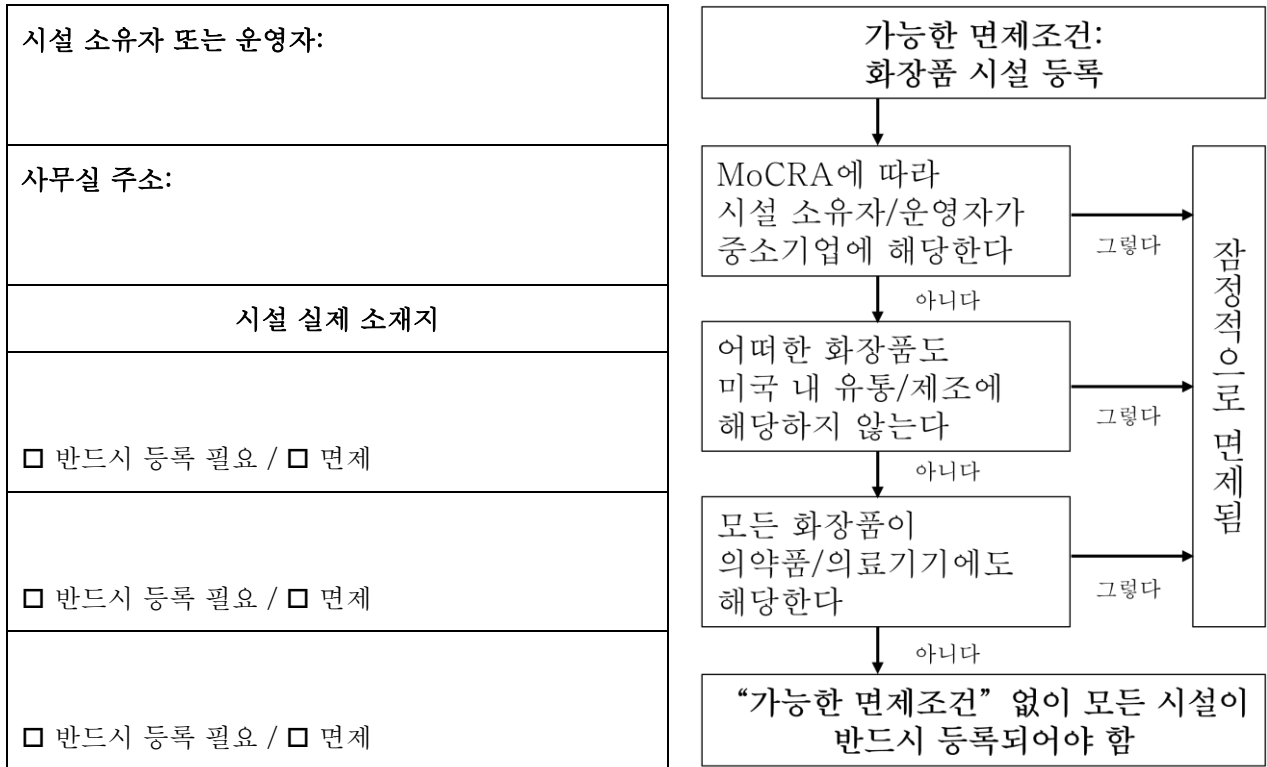 시설 소유자 또는 운영자:
사무실 주소:
시설 실제 소재지
□ 반드시 등록 필요 / □ 면제
□ 반드시 등록 필요 / □ 면제
□ 반드시 등록 필요 / □ 면제
가능한 면제조건:
화장품 시설 등록
MoCRA에 따라
시설 소유자/운영자가
중소기업에 해당한다
그렇다
아니다
어떠한 화장품도
미국 내 유통/제조에
해당하지 않는다
그렇다
아니다
모든 화장품이
의약품/의료기기에도
해당한다
그렇다
아니다
잠정적으로 면제됨
“가능한 면제조건” 없이 모든 시설이
반드시 등록되어야 함